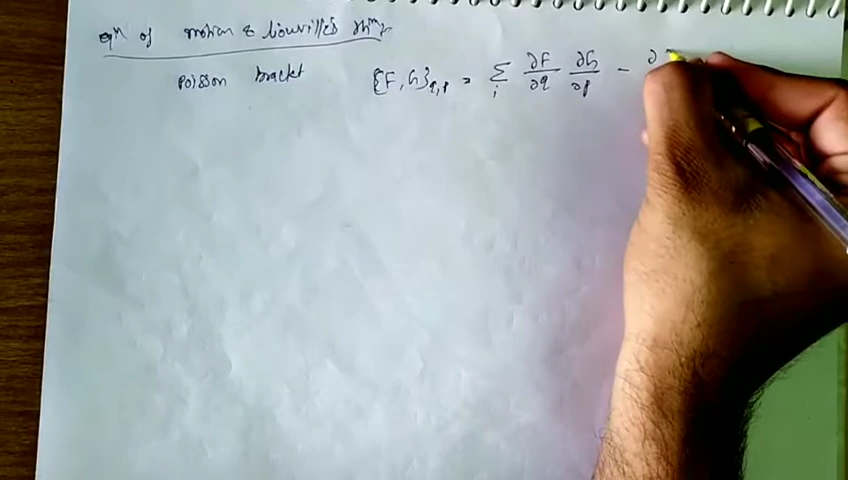 eqⁿ of motion & Liouville's thᵐ :-
Poisson bracket {F, G}q,p = Σi ∂F/∂q ∂G/∂p - ∂